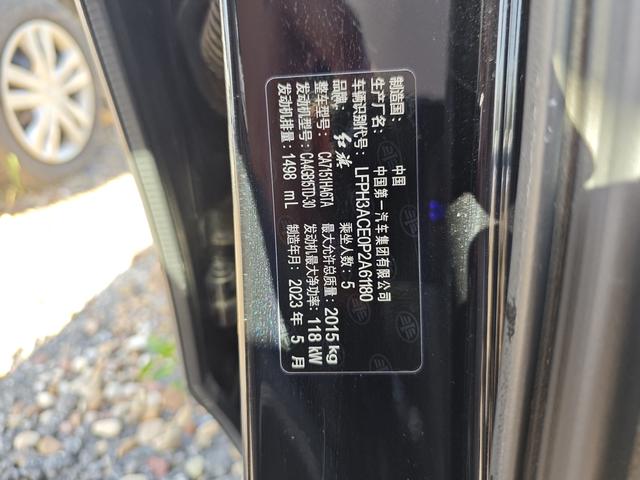 制造国： 中国
生产厂名： 中国第一汽车集团有限公司
车辆识别代号： LFPH3ACE0P2A61180
品牌： 红旗 乘坐人数： 5
整车型号： CA7151HA6TA 最大允许总质量： 2015 kg
发动机型号： CA4GB15TD-30 发动机最大净功率： 118 kW
发动机排量： 1498 mL 制造年月： 2023 年 5 月